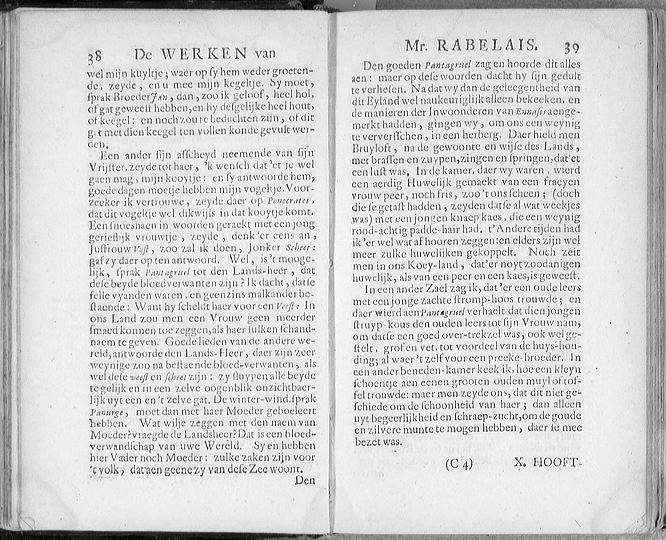 38 De WERKEN van
wel mijn kuyltje; waer op ſy hem weder groeten-
de, zeyde, en u mee mijn kegeltje. Sy moet,
ſprak Broeder Jan, dan, zoo ik geloof, heel hol,
of gat geweeſt hebben, en hy deſgelijke heel hout,
of keegel: en noch zou te beduchten zijn, of dit
gat met dien keegel ten vollen konde gevult wer-
den.
Een ander ſijn afſcheyd neemende van ſijn
Vrijſter, zeyde tot haer, 'k wenſch dat 'et je wel
gaen mag, mijn kooytje: en ſy antwoorde hem,
goede dagen moetje hebben mijn vogeltje. Voor-
zeeker ik vertrouwe, zeyde daer op Ponocrates,
dat dit vogeltje wel dikwijs in dat kooytje komt.
Een ſnoeshaen in woorden geraekt met een jong
gerieflijk vrouwtje, zeyde, denk 'er eens an,
Juffrouw Veeſt, zoo zal ik doen, Jonker Scheet:
gaf zy daer op ten antwoord. Wel, is 't mooge-
lijk, ſprak Pantagruel tot den Lands-heer, dat
deſe beyde bloedverwanten zijn? Ik dacht, datſe
felle vyanden waren, en geenzins malkander be-
ſtaende: Want hy ſcheldt haer voor een Veeſt: In
ons Land zou men een Vrouw geen meerder
ſmaed konnen toe zeggen, als haer ſulken ſchand-
naem te geven. Goede lieden van de andere we-
reld, antwoorde den Lands-Heer, daer zijn zeer
weynige zoo na beſtaende bloed-verwanten, als
wel deſe veeſt en ſcheet zijn: zy ſluypen alle beyde
te gelijk en in een zelve oogenblik onzichtbaer-
lijk uyt een en 't zelve gat. De winter-wind, ſprak
Panurge, moet dan met haer Moeder geboeleert
hebben. Wat wilje zeggen met den naem van
Moeder? vraegde de Landsheer? Dat is een bloed-
verwandſchap van uwe Wereld. Sy en hebben
hier Vader noch Moeder: zulke zaken zijn voor
't volk, dat aen geene zy van deſe Zee woont.
Den
Mr. RABELAIS. 39
Den goeden Pantagruel zag en hoorde dit alles
aen: maer op deſe woorden dacht hy ſijn gedult
te verlieſen. Na dat wy dan de geleegentheid van
dit Eyland wel naukeuriglijk alleen bekeeken, en
de manieren der Inwoonderen van Ennaſis aenge-
merkt hadden, gingen wy, om ons een weynig
te ververſſchen, in een herberg. Daer hield men
Bruyloft, na de gewoonte en wijſe des Lands,
met braſſen en zuypen, zingen en ſpringen, dat'et
een luſt was. In de kamer, daer wy waren, wierd
een aerdig Huwelijk gemaekt van een fraeyen
vrouw peer, noch fris, zoo 't ons ſcheen; (doch
die ſe getaſt hadden, zeyden datſe al wat weekjes
was) met een jongen knaep kaes, die een weynig
rood-achtig padde-hair had. t'Andere tijden had
ik 'er wel wat af hooren zeggen: en elders zijn wel
meer zulke huwelijken gekoppelt. Noch zeit
men in ons Koey-land, dat'er noyt zoodanigen
huwelijk, als van een peer en een kaes, is geweeſt.
In een ander Zael zag ik, dat 'er een oude leers
met een jonge zachte ſtromp-hoos trouwde; en
daer wierd aen Pantagruel verhaelt dat dien jongen
ſtruyp-kous den ouden leers tot ſijn Vrouw nam,
om datſe een goed over-trekzel was, ook wel ge-
ſtelt, grof en vet, tot voordeel van de huys-hou-
ding; al waer 't zelf voor een preeke-broeder. In
een ander beneden-kamer keek ik, hoe een kleyn
ſchoentje aen eenen grooten ouden muyl of tof-
fel trouwde: maer men zeyde ons, dat dit niet ge-
ſchiede om de ſchoonheid van haer; dan alleen
uyt begeerlijkheid en ſchraep-zucht, om de goude
en zilvere munte te mogen hebben, daer ſe mee
bezet was.
(C 4) X. HOOFT-